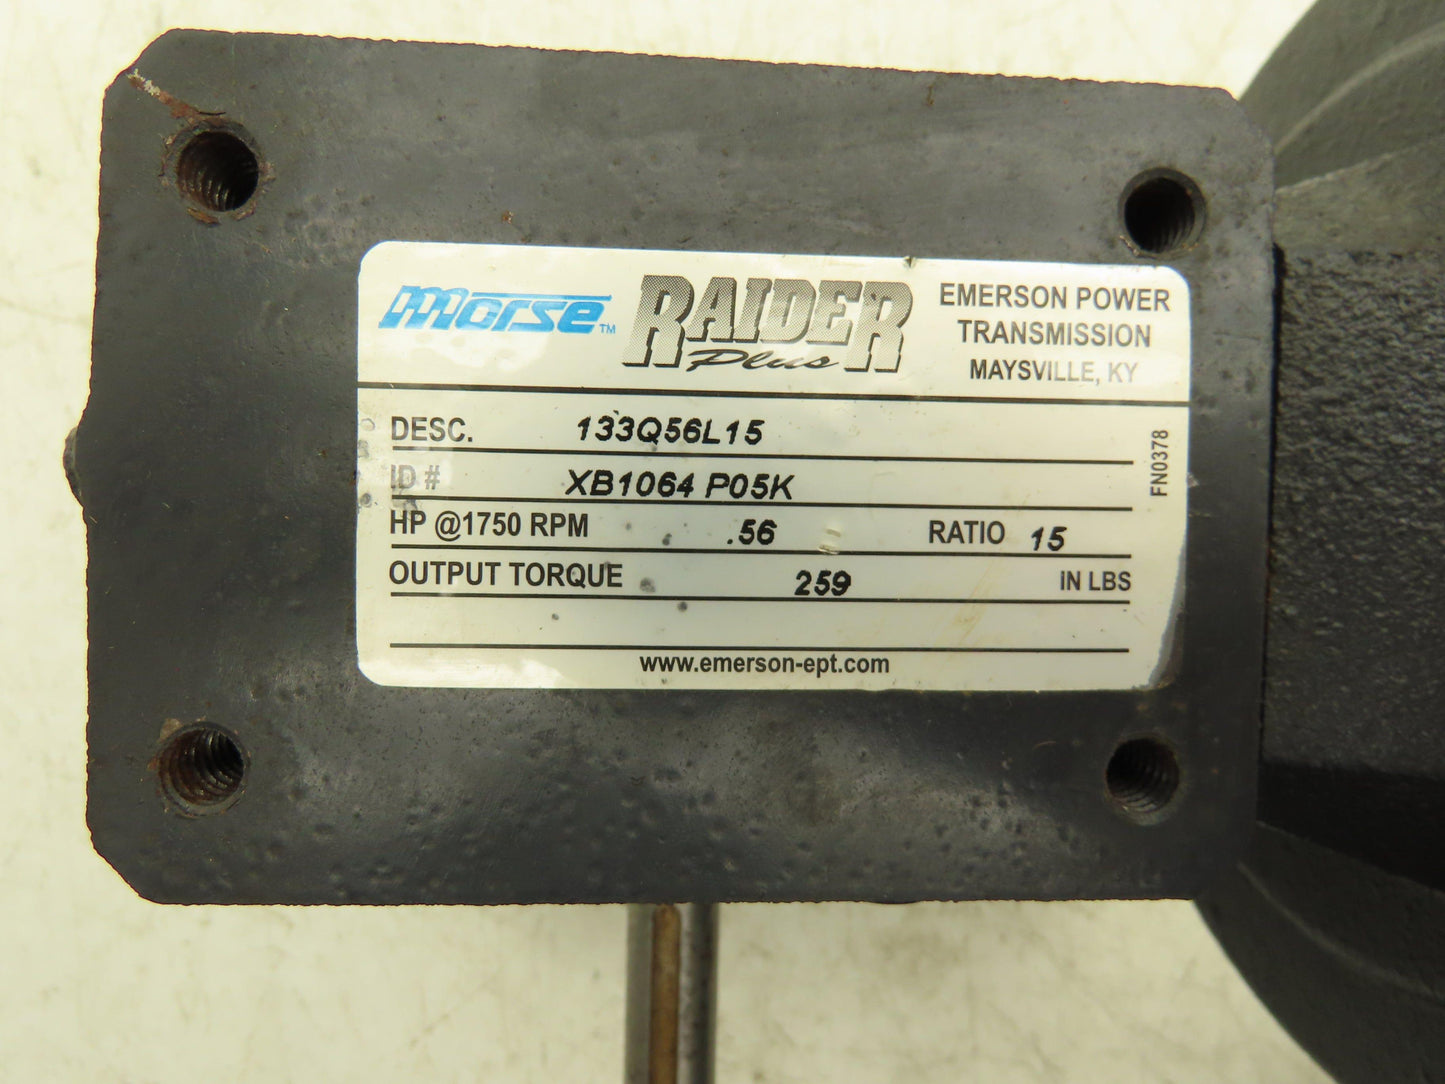 morse™ RAIDER Plus
EMERSON POWER
TRANSMISSION
MAYSVILLE, KY
DESC. 133Q56L15
ID # XB1064 P05K
HP @1750 RPM .56 RATIO 15
OUTPUT TORQUE 259 IN LBS
www.emerson-ept.com
FN0378